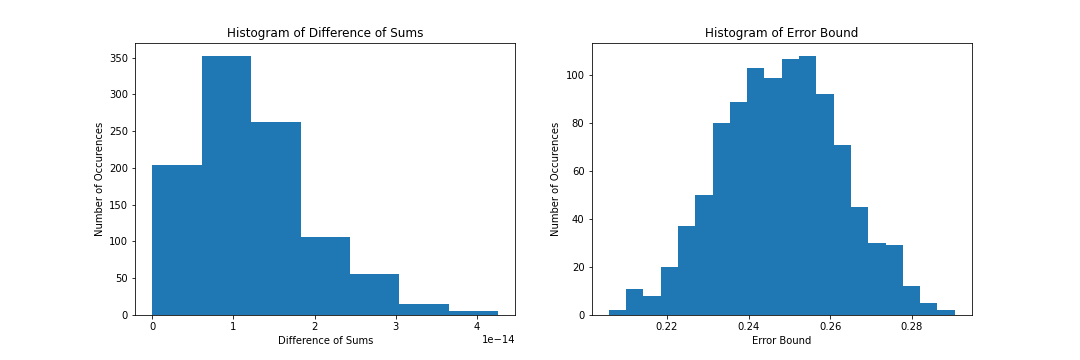 Histogram of Difference of Sums
Number of Occurences
350
300
250
200
150
100
50
0
0 1 2 3 4
1e−14
Difference of Sums
Histogram of Error Bound
Number of Occurences
100
80
60
40
20
0
0.22 0.24 0.26 0.28
Error Bound